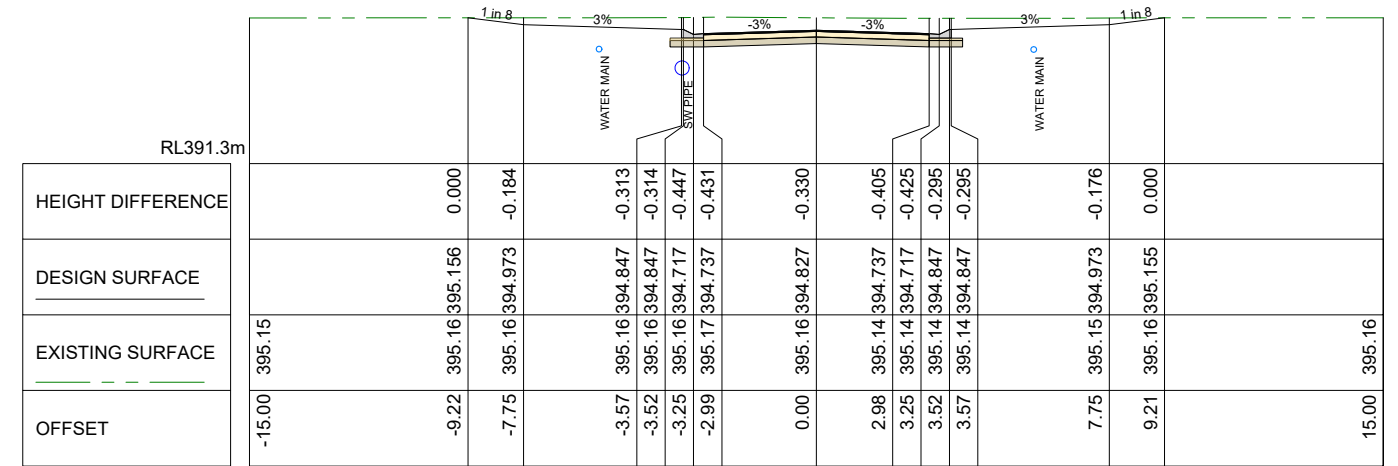 1 in 8
3%
-3%
-3%
3%
1 in 8
WATER MAIN
SW PIPE
WATER MAIN
RL391.3m
HEIGHT DIFFERENCE 0.000 -0.184 -0.313 -0.314 -0.447 -0.431 -0.330 -0.405 -0.425 -0.295 -0.295 -0.176 0.000
DESIGN SURFACE 395.156 394.973 394.847 394.847 394.717 394.737 394.827 394.737 394.717 394.847 394.847 394.973 395.155
EXISTING SURFACE 395.15 395.16 395.16 395.16 395.16 395.16 395.17 395.16 395.14 395.14 395.14 395.14 395.15 395.16 395.16
OFFSET -15.00 -9.22 -7.75 -3.57 -3.52 -3.25 -2.99 0.00 2.98 3.25 3.52 3.57 7.75 9.21 15.00